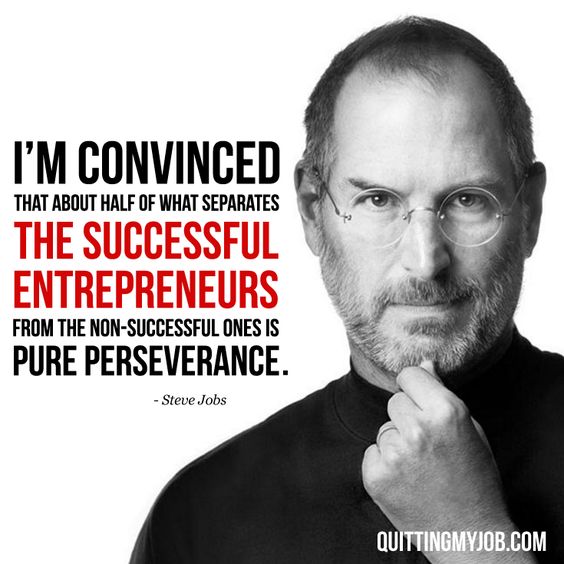 I'M CONVINCED
THAT ABOUT HALF OF WHAT SEPARATES
THE SUCCESSFUL
ENTREPRENEURS
FROM THE NON-SUCCESSFUL ONES IS
PURE PERSEVERANCE.
- Steve Jobs
QUITTINGMYJOB.COM